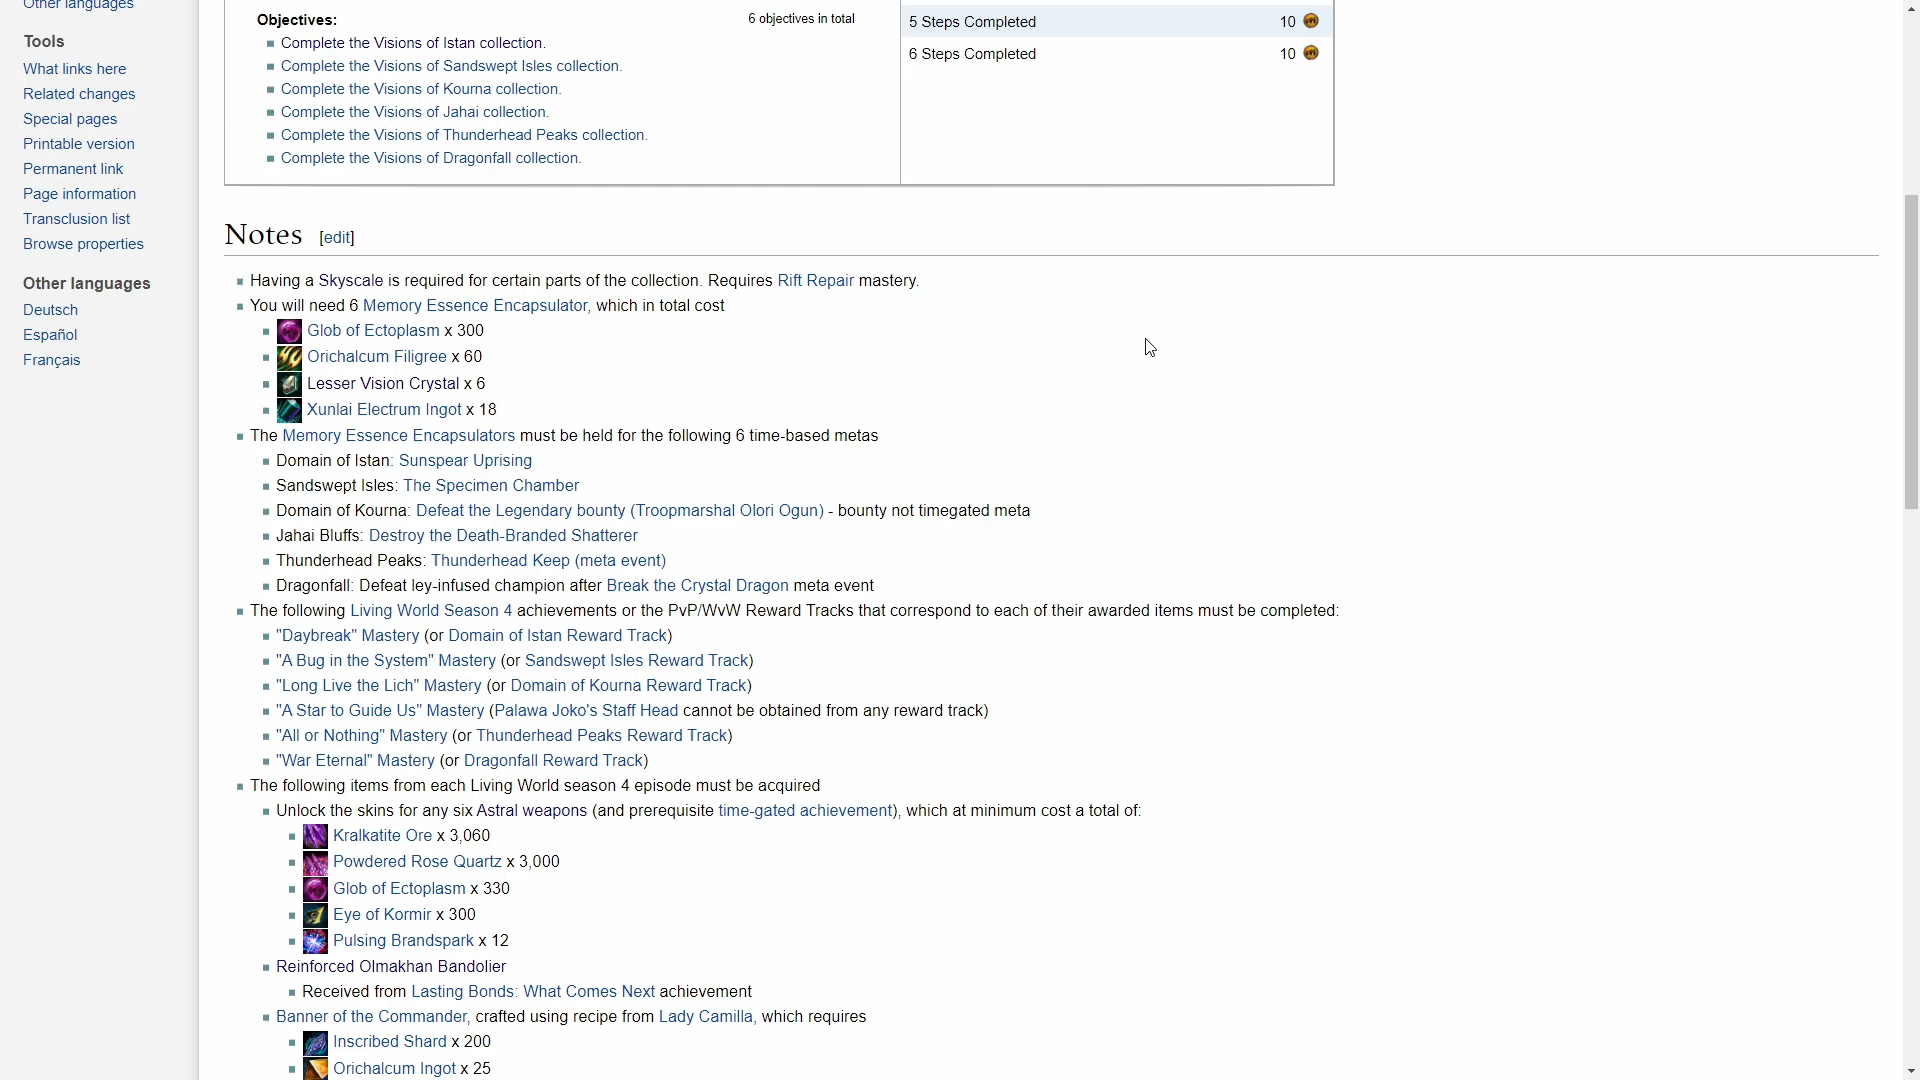 Other languages
Tools
What links here
Related changes
Special pages
Printable version
Permanent link
Page information
Transclusion list
Browse properties
Other languages
Deutsch
Español
Français
Objectives:
6 objectives in total
Complete the Visions of Istan collection.
Complete the Visions of Sandswept Isles collection.
Complete the Visions of Kourna collection.
Complete the Visions of Jahai collection.
Complete the Visions of Thunderhead Peaks collection.
Complete the Visions of Dragonfall collection.
5 Steps Completed 10
6 Steps Completed 10
Notes [edit]
Having a Skyscale is required for certain parts of the collection. Requires Rift Repair mastery.
You will need 6 Memory Essence Encapsulator, which in total cost
Glob of Ectoplasm x 300
Orichalcum Filigree x 60
Lesser Vision Crystal x 6
Xunlai Electrum Ingot x 18
The Memory Essence Encapsulators must be held for the following 6 time-based metas
Domain of Istan: Sunspear Uprising
Sandswept Isles: The Specimen Chamber
Domain of Kourna: Defeat the Legendary bounty (Troopmarshal Olori Ogun) - bounty not timegated meta
Jahai Bluffs: Destroy the Death-Branded Shatterer
Thunderhead Peaks: Thunderhead Keep (meta event)
Dragonfall: Defeat ley-infused champion after Break the Crystal Dragon meta event
The following Living World Season 4 achievements or the PvP/WvW Reward Tracks that correspond to each of their awarded items must be completed:
"Daybreak" Mastery (or Domain of Istan Reward Track)
"A Bug in the System" Mastery (or Sandswept Isles Reward Track)
"Long Live the Lich" Mastery (or Domain of Kourna Reward Track)
"A Star to Guide Us" Mastery (Palawa Joko's Staff Head cannot be obtained from any reward track)
"All or Nothing" Mastery (or Thunderhead Peaks Reward Track)
"War Eternal" Mastery (or Dragonfall Reward Track)
The following items from each Living World season 4 episode must be acquired
Unlock the skins for any six Astral weapons (and prerequisite time-gated achievement), which at minimum cost a total of:
Kralkatite Ore x 3,060
Powdered Rose Quartz x 3,000
Glob of Ectoplasm x 330
Eye of Kormir x 300
Pulsing Brandspark x 12
Reinforced Olmakhan Bandolier
Received from Lasting Bonds: What Comes Next achievement
Banner of the Commander, crafted using recipe from Lady Camilla, which requires
Inscribed Shard x 200
Orichalcum Ingot x 25